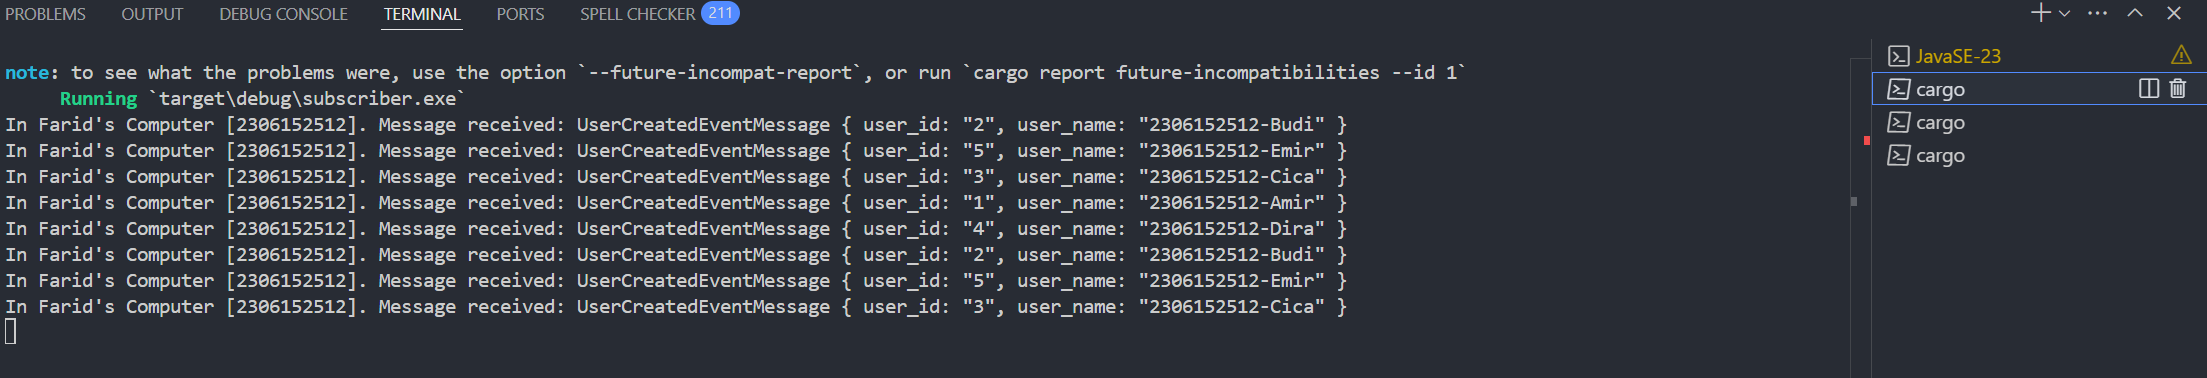 PROBLEMS OUTPUT DEBUG CONSOLE TERMINAL PORTS SPELL CHECKER 211
note: to see what the problems were, use the option `--future-incompat-report`, or run `cargo report future-incompatibilities --id 1`
Running `target\debug\subscriber.exe`
In Farid's Computer [2306152512]. Message received: UserCreatedEventMessage { user_id: "2", user_name: "2306152512-Budi" }
In Farid's Computer [2306152512]. Message received: UserCreatedEventMessage { user_id: "5", user_name: "2306152512-Emir" }
In Farid's Computer [2306152512]. Message received: UserCreatedEventMessage { user_id: "3", user_name: "2306152512-Cica" }
In Farid's Computer [2306152512]. Message received: UserCreatedEventMessage { user_id: "1", user_name: "2306152512-Amir" }
In Farid's Computer [2306152512]. Message received: UserCreatedEventMessage { user_id: "4", user_name: "2306152512-Dira" }
In Farid's Computer [2306152512]. Message received: UserCreatedEventMessage { user_id: "2", user_name: "2306152512-Budi" }
In Farid's Computer [2306152512]. Message received: UserCreatedEventMessage { user_id: "5", user_name: "2306152512-Emir" }
In Farid's Computer [2306152512]. Message received: UserCreatedEventMessage { user_id: "3", user_name: "2306152512-Cica" }
JavaSE-23
cargo
cargo
cargo